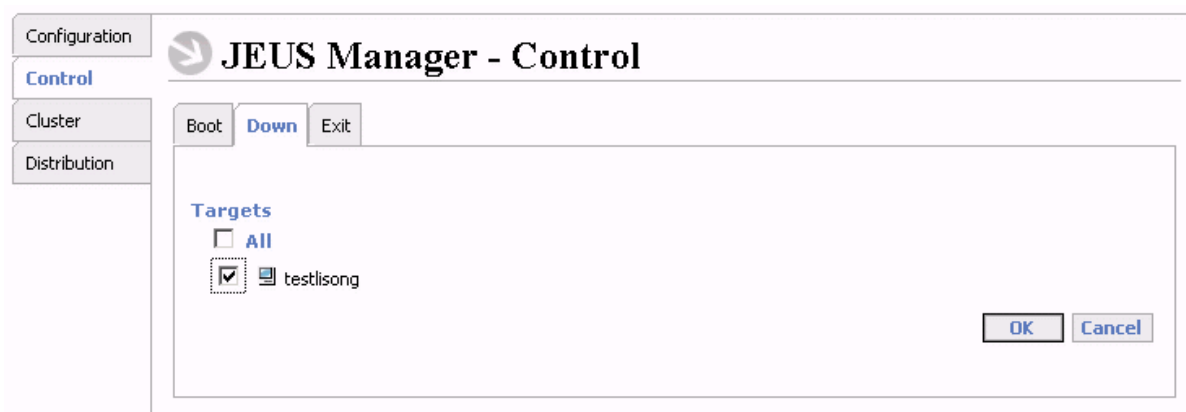 Configuration
Control
Cluster
Distribution
JEUS Manager - Control
Boot Down Exit
Targets
All
testlisong
OK Cancel